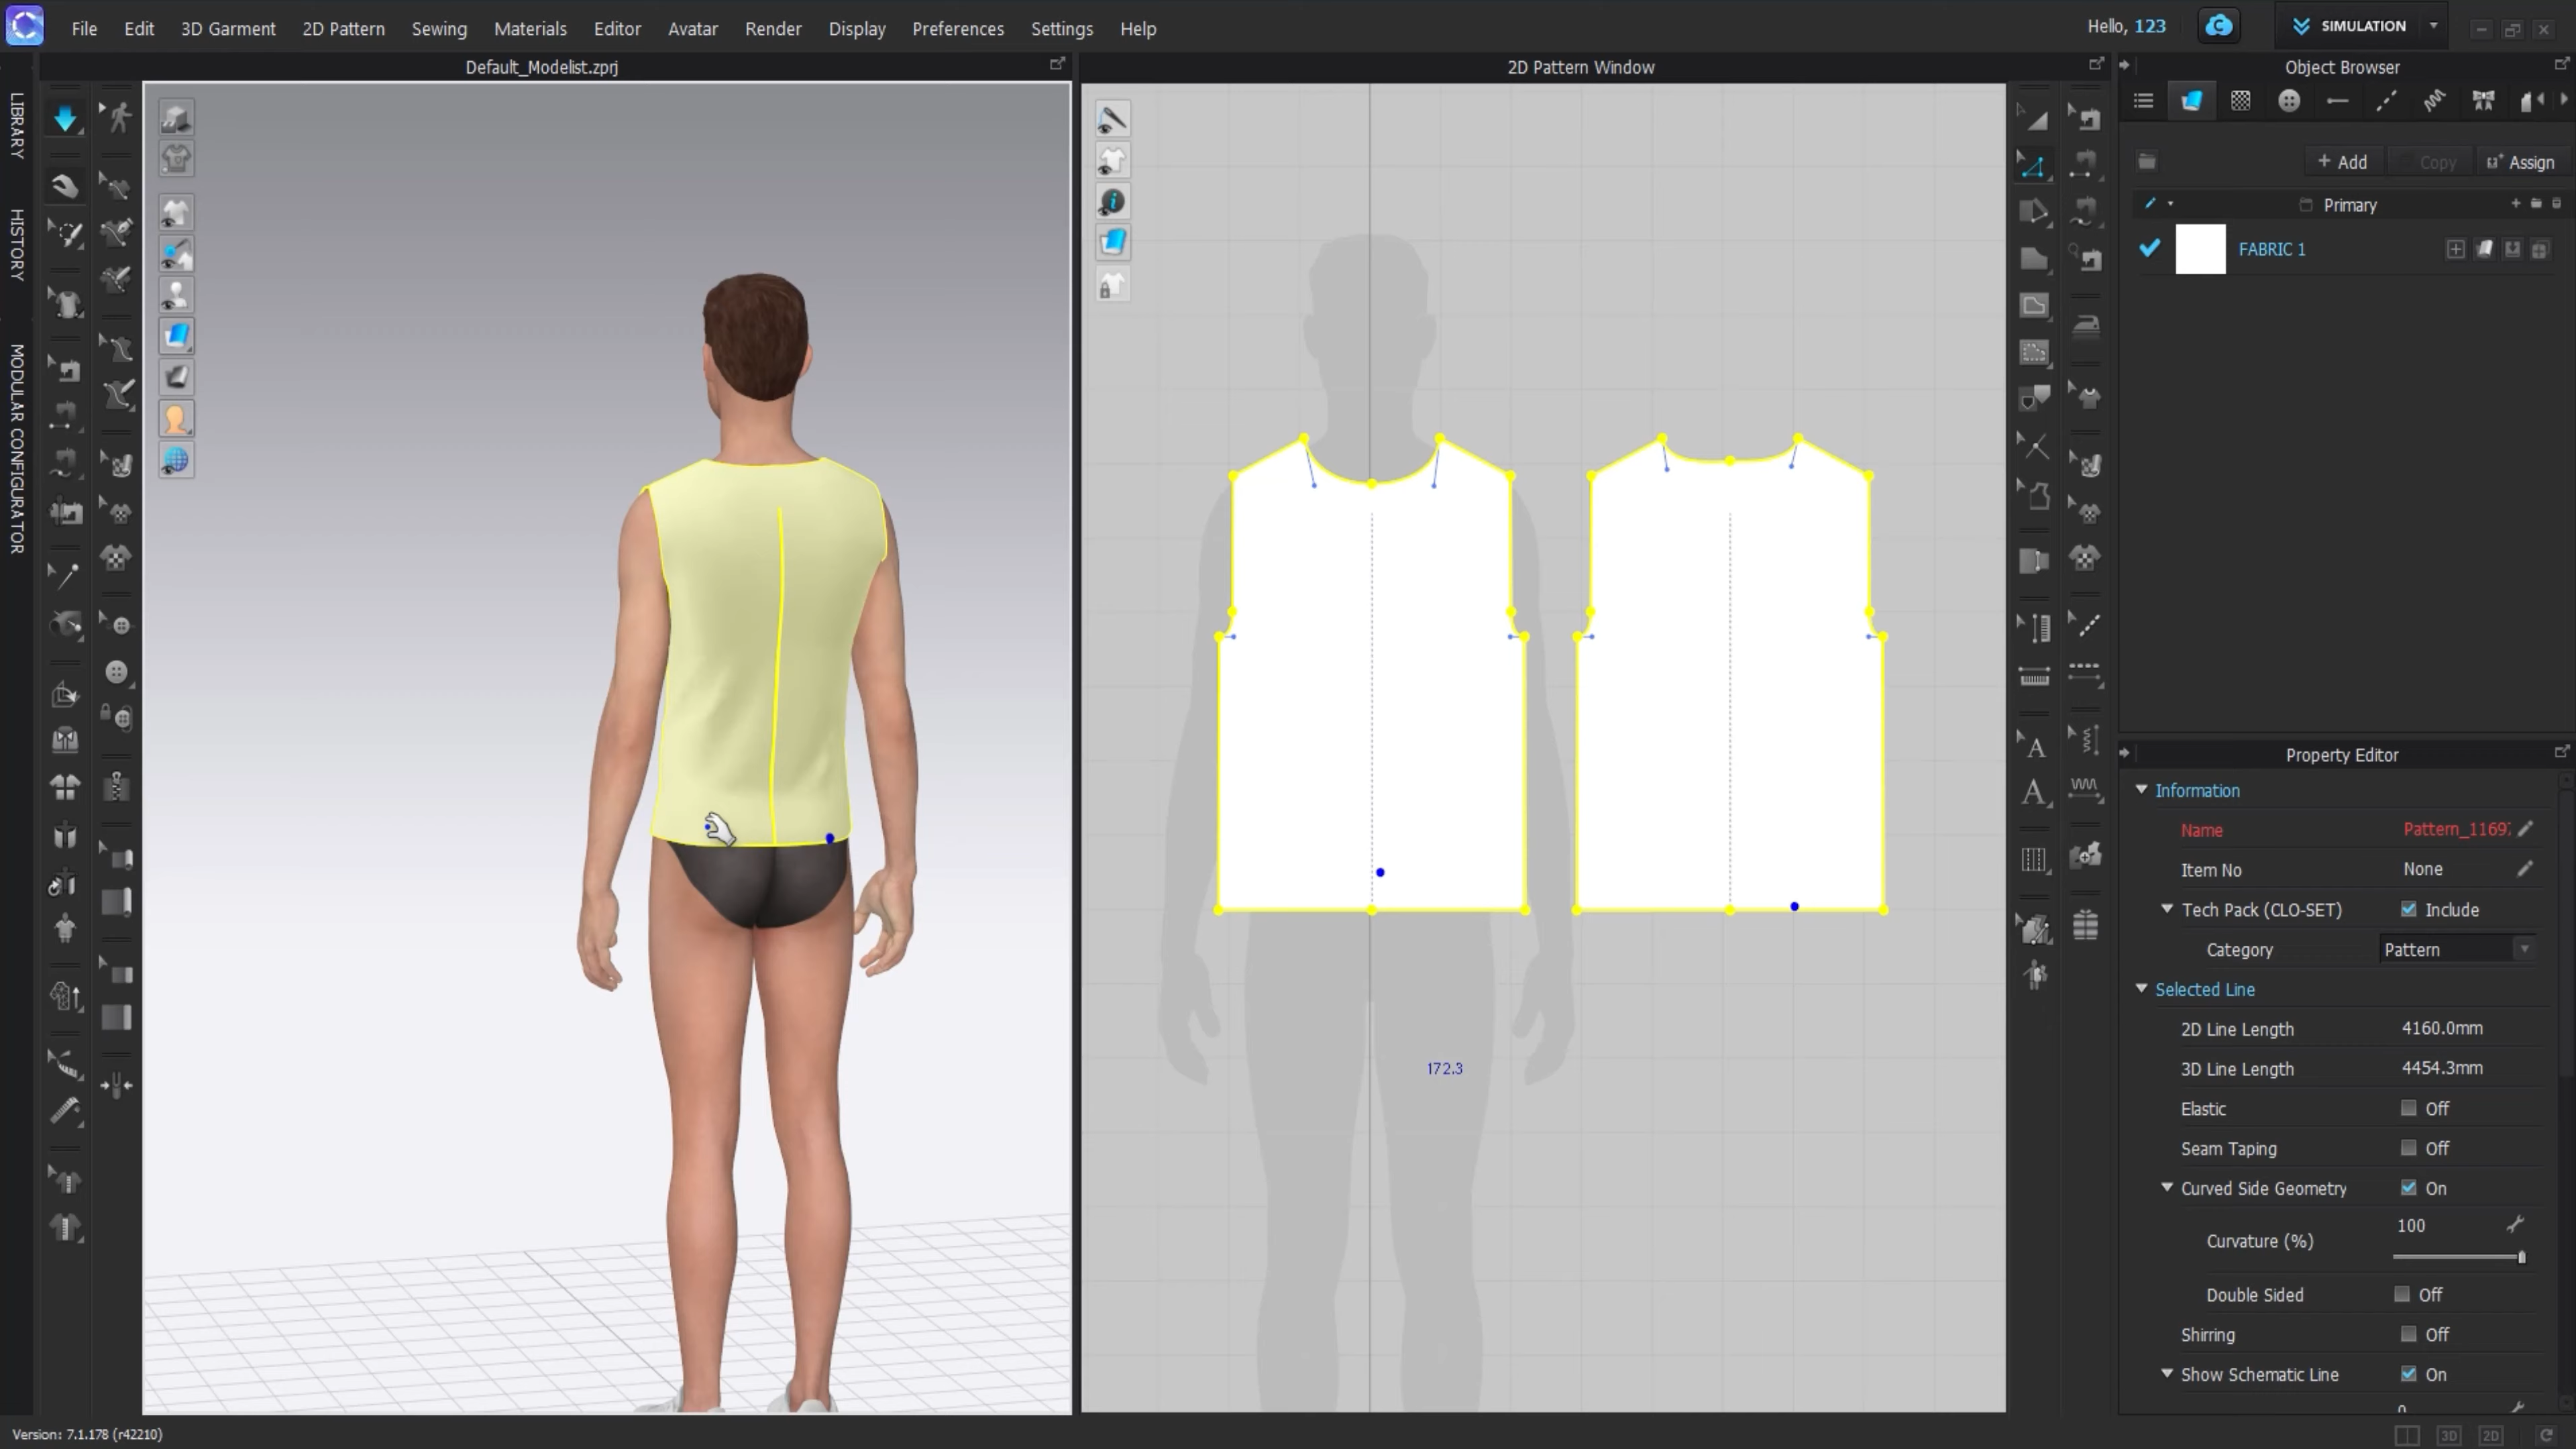 File Edit 3D Garment 2D Pattern Sewing Materials Editor Avatar Render Display Preferences Settings Help
Hello, 123
SIMULATION
Default_Modelist.zprj
2D Pattern Window
Object Browser
LIBRARY
HISTORY
MODULAR CONFIGURATOR
+ Add
Copy
Assign
Primary
FABRIC 1
172.3
Property Editor
Information
Name Pattern_1169
Item No None
Tech Pack (CLO-SET) Include
Category Pattern
Selected Line
2D Line Length 4160.0mm
3D Line Length 4454.3mm
Elastic Off
Seam Taping Off
Curved Side Geometry On
100
Curvature (%)
Double Sided Off
Shirring Off
Show Schematic Line On
Version: 7.1.178 (r42210)
3D 2D